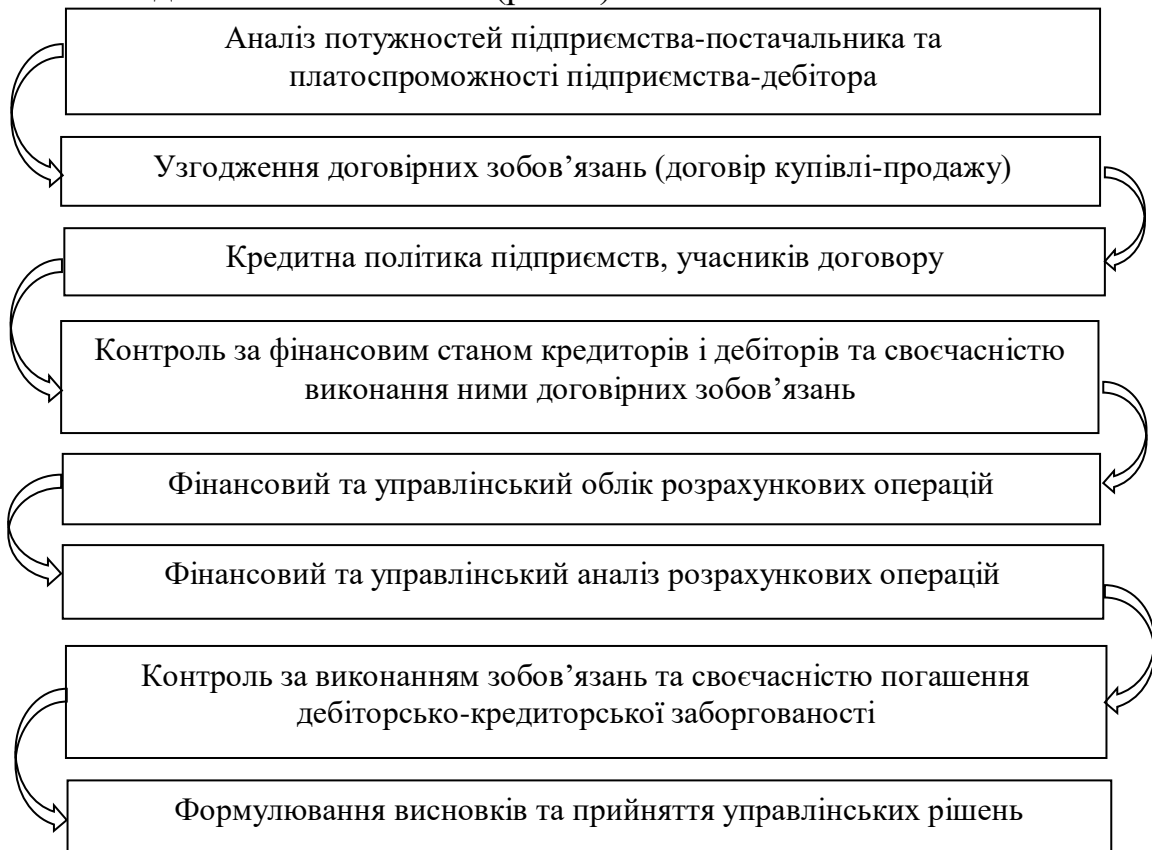 Аналіз потужностей підприємства-постачальника та
платоспроможності підприємства-дебітора
Узгодження договірних зобов’язань (договір купівлі-продажу)
Кредитна політика підприємств, учасників договору
Контроль за фінансовим станом кредиторів і дебіторів та своєчасністю
виконання ними договірних зобов’язань
Фінансовий та управлінський облік розрахункових операцій
Фінансовий та управлінський аналіз розрахункових операцій
Контроль за виконанням зобов’язань та своєчасністю погашення
дебіторсько-кредиторської заборгованості
Формулювання висновків та прийняття управлінських рішень